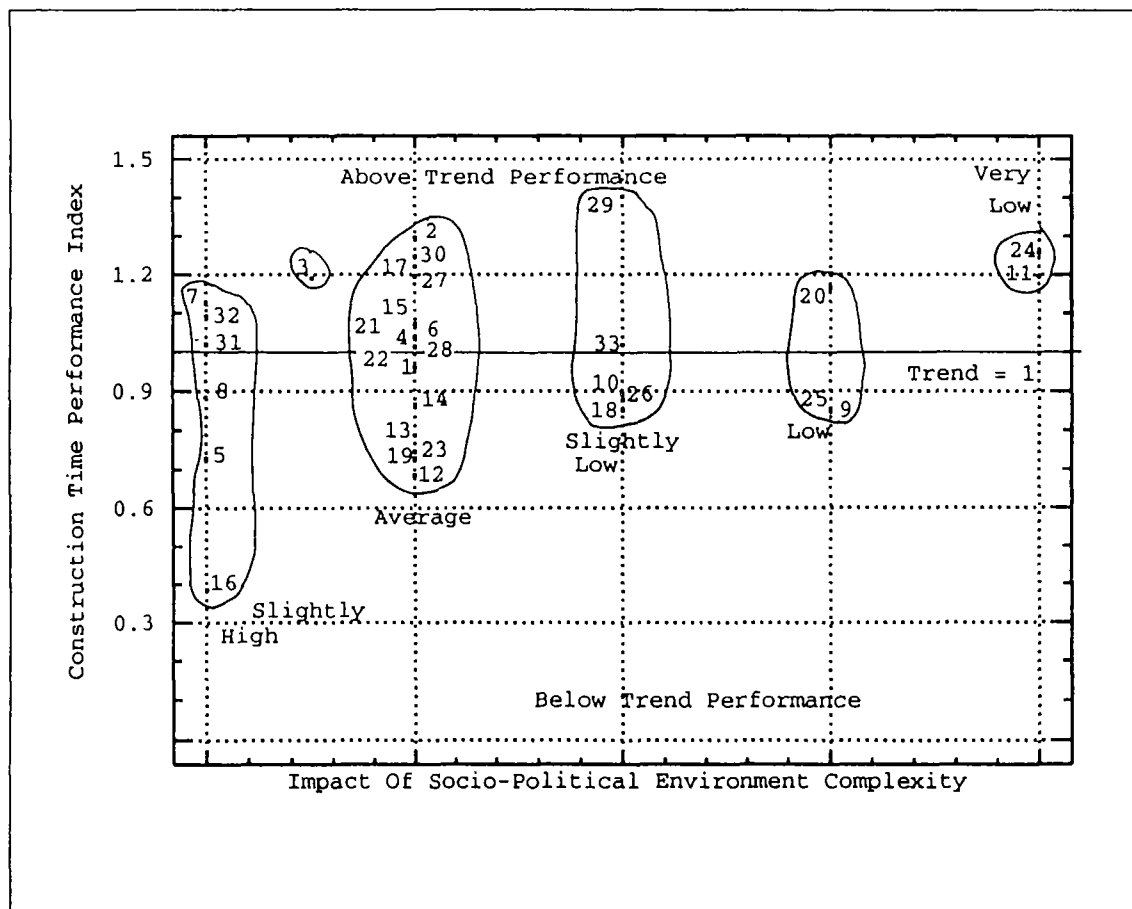 1.5
Above Trend Performance
Very
Low
29
2
30
24
3
17
1.2
27
11
7
20
15
32
21
6
4
31
33
28
22
1
Trend = 1
10
0.9
8
26
14
25
18
9
13
Slightly
Low
Low
23
5
19
12
0.6
Average
16
Slightly
0.3
High
Below Trend Performance
Impact Of Socio-Political Environment Complexity
Construction Time Performance Index